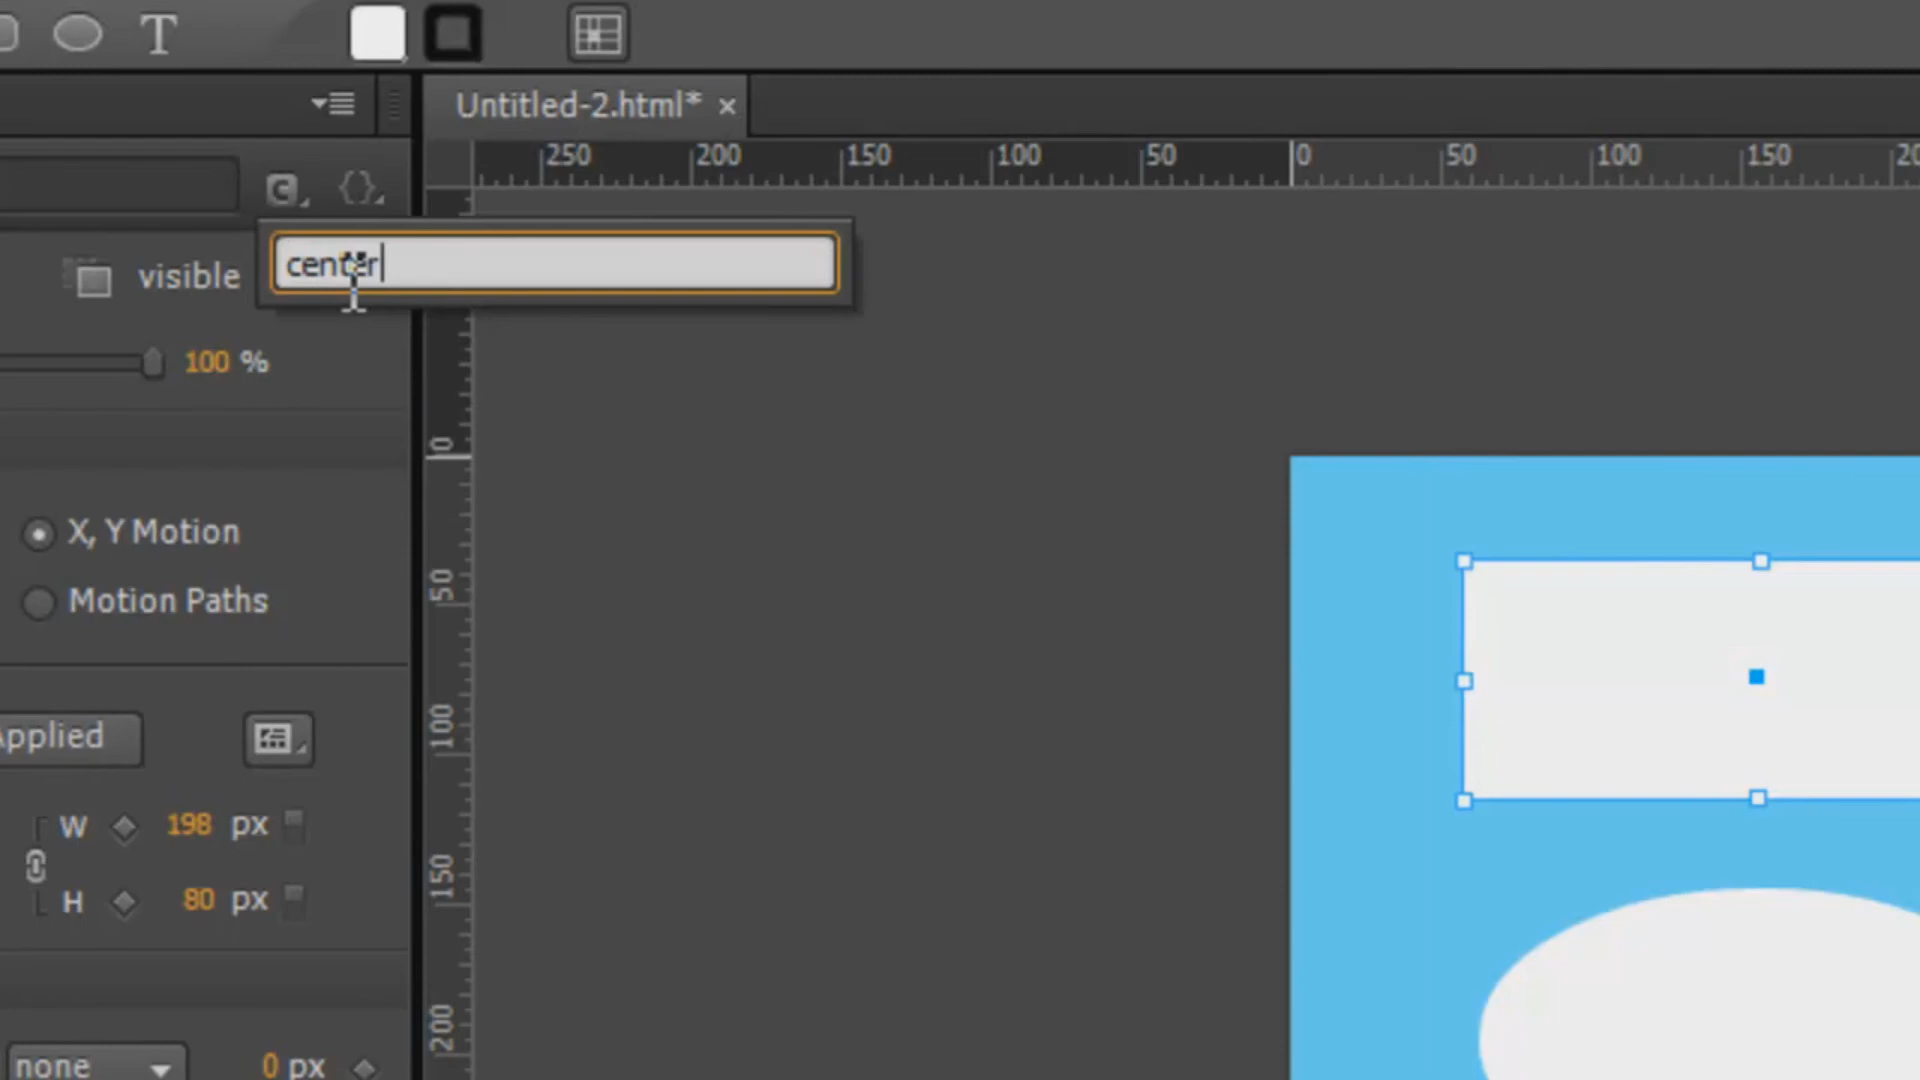 T
Untitled-2.html* ×
250 200 150 100 50 0 50 100 150
C {}
center
visible
100 %
0
X, Y Motion
50
Motion Paths
100
Applied
W 198 px
150
H 80 px
200
none 0 px